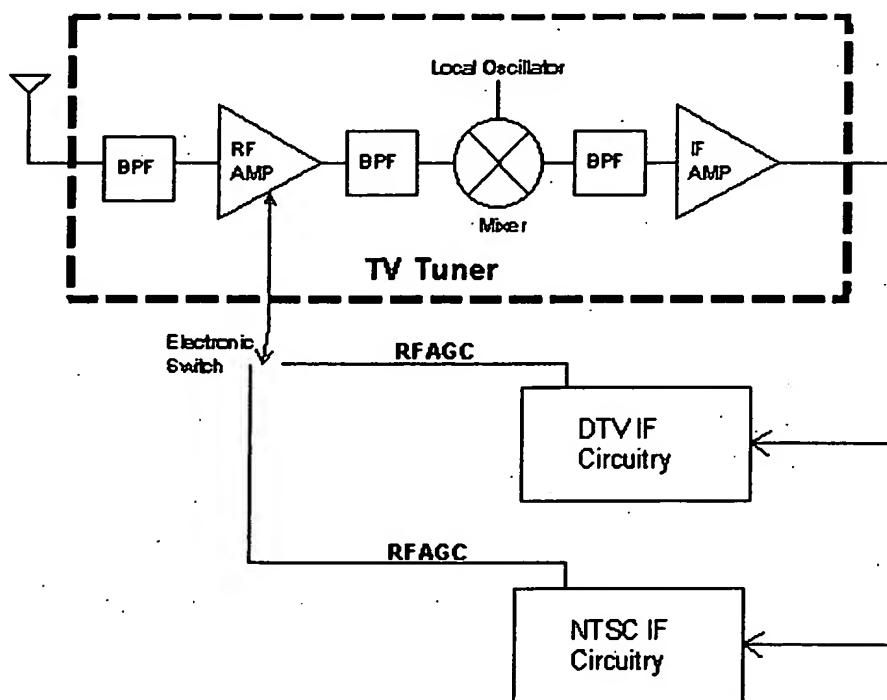 Local Oscillator
BPF
RF
AMP
BPF
BPF
IF
AMP
Mixer
TV Tuner
Electronic
Switch
RFAGC
DTV IF
Circuitry
RFAGC
NTSC IF
Circuitry